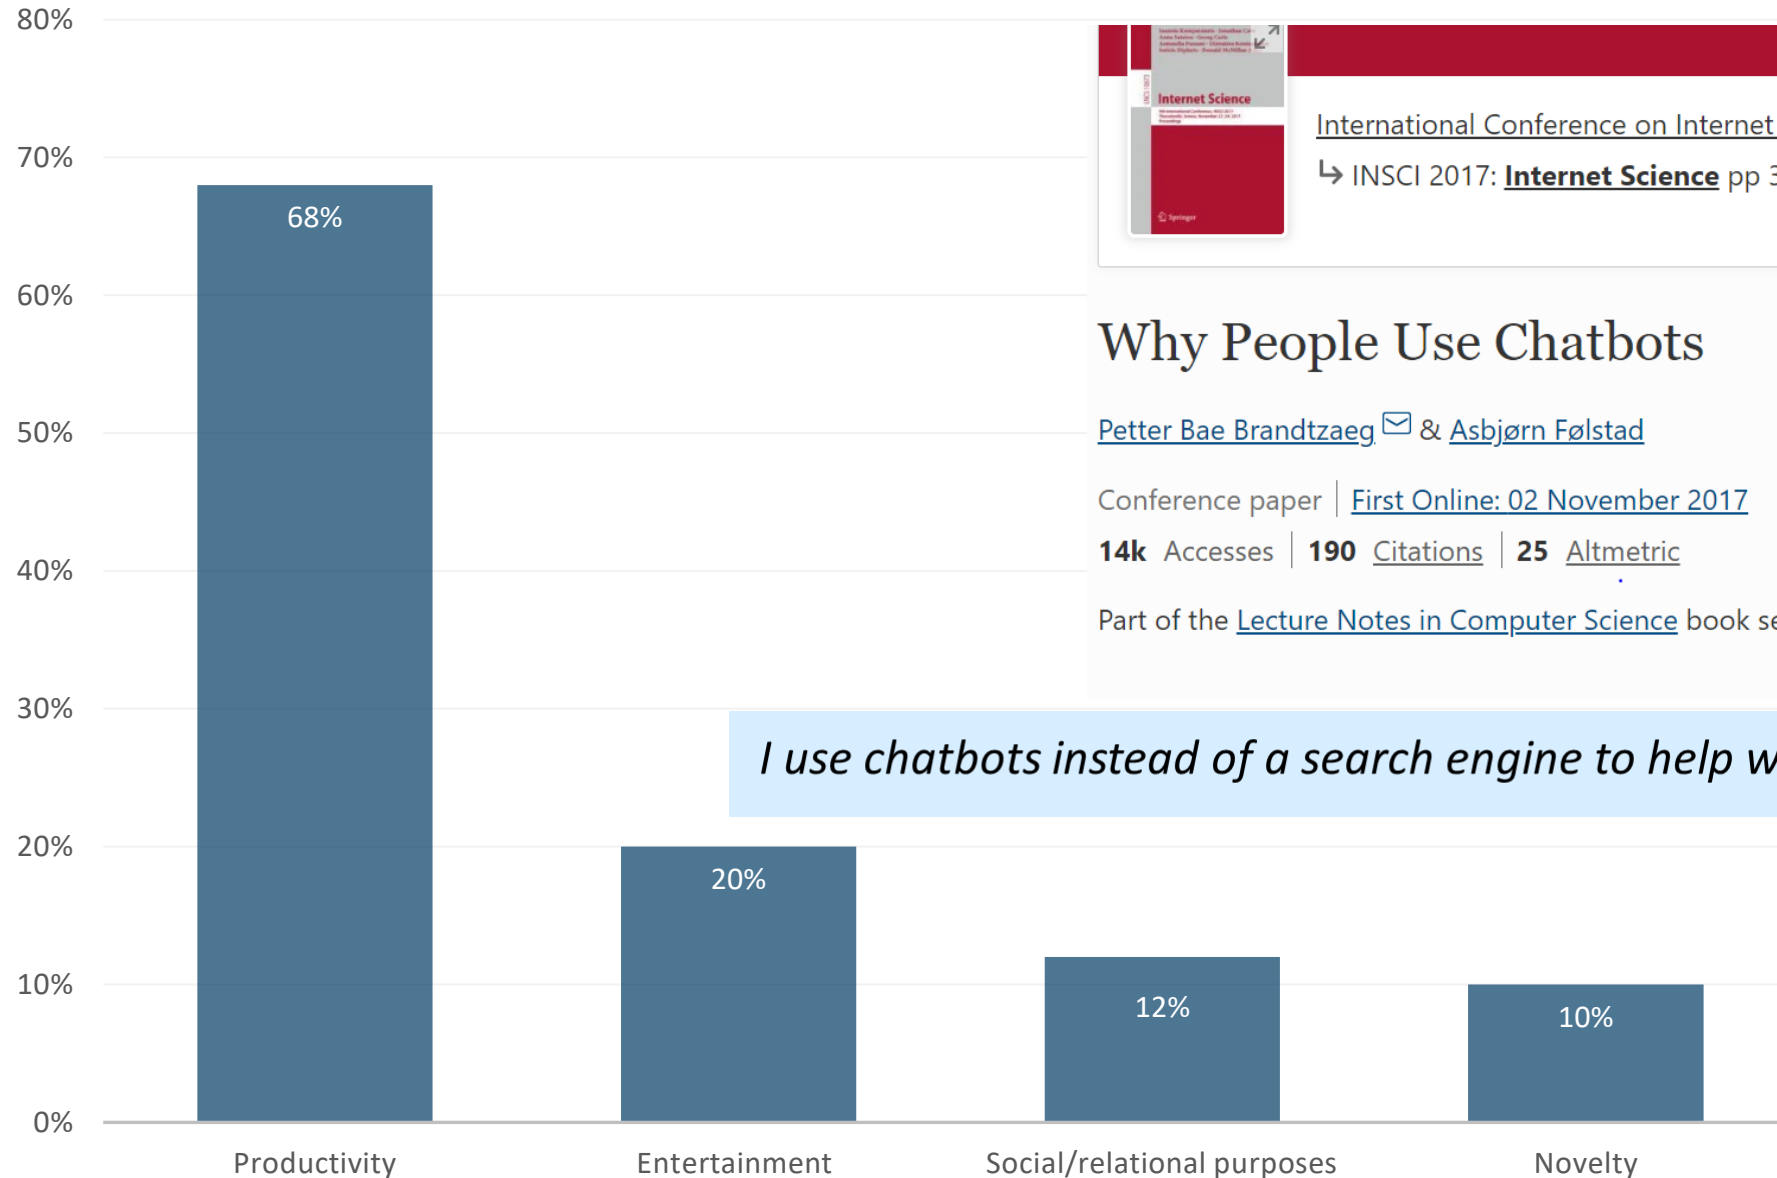 80%
70%
60%
50%
40%
30%
20%
10%
0%
68%
20%
12%
10%
Productivity
Entertainment
Social/relational purposes
Novelty
Internet Science
Springer
International Conference on Internet
INSCI 2017: Internet Science pp 3
Why People Use Chatbots
Petter Bae Brandtzaeg & Asbjørn Følstad
Conference paper | First Online: 02 November 2017
14k Accesses | 190 Citations | 25 Altmetric
Part of the Lecture Notes in Computer Science book se
I use chatbots instead of a search engine to help w